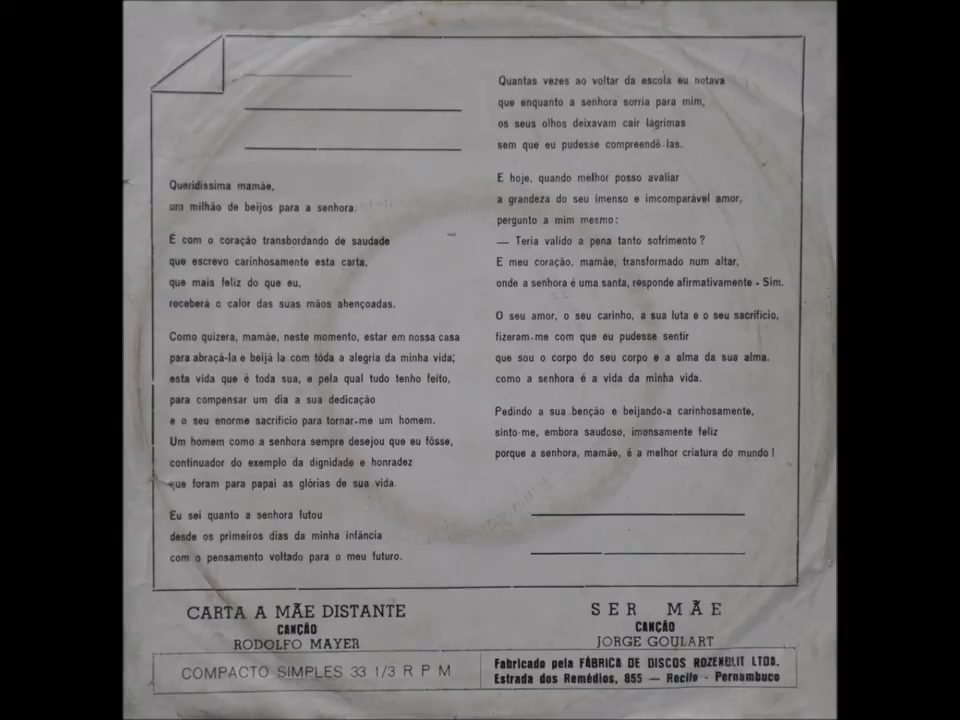 Queridíssima mamãe,
um milhão de beijos para a senhora.
É com o coração transbordando de saudade
que escrevo carinhosamente esta carta,
que mais feliz do que eu,
receberá o calor das suas mãos abençoadas.
Como quizera, mamãe, neste momento, estar em nossa casa
para abraçá-la e beijá la com tôda a alegria da minha vida;
esta vida que é toda sua, e pela qual tudo tenho feito,
para compensar um dia a sua dedicação
e o seu enorme sacrifício para tornar-me um homem.
Um homem como a senhora sempre desejou que eu fôsse,
continuador do exemplo da dignidade e honradez
que foram para papai as glórias de sua vida.
Eu sei quanto a senhora lutou
desde os primeiros dias da minha infância
com o pensamento voltado para o meu futuro.
Quantas vezes ao voltar da escola eu notava
que enquanto a senhora sorria para mim,
os seus olhos deixavam cair lágrimas
sem que eu pudesse compreendê-las.
E hoje, quando melhor posso avaliar
a grandeza do seu imenso e imcomparável amor,
pergunto a mim mesmo:
— Teria valido a pena tanto sofrimento?
E meu coração, mamãe, transformado num altar,
onde a senhora é uma santa, responde afirmativamente - Sim.
O seu amor, o seu carinho, a sua luta e o seu sacrifício,
fizeram-me com que eu pudesse sentir
que sou o corpo do seu corpo e a alma da sua alma.
como a senhora é a vida da minha vida.
Pedindo a sua benção e beijando-a carinhosamente,
sinto-me, embora saudoso, imensamente feliz
porque a senhora, mamãe, é a melhor criatura do mundo!
CARTA A MÃE DISTANTE
CANÇÃO
RODOLFO MAYER
SER MÃE
CANÇÃO
JORGE GOULART
COMPACTO SIMPLES 33 1/3 R P M
Fabricado pela FÁBRICA DE DISCOS ROZENBLIT LTDA.
Estrada dos Remédios, 855 — Recife - Pernambuco